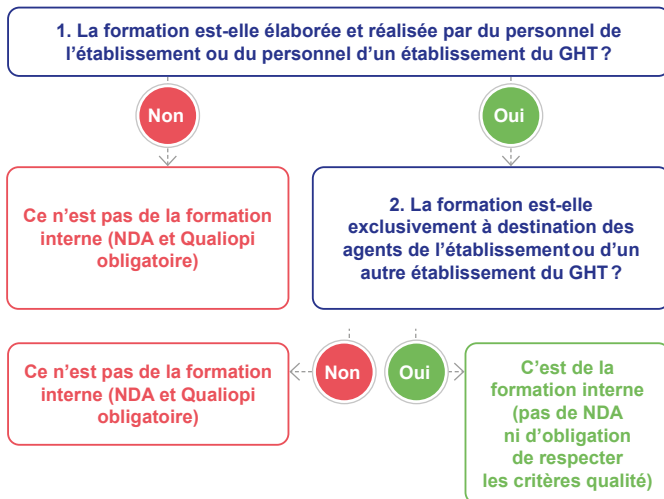 1. La formation est-elle élaborée et réalisée par du personnel de
l'établissement ou du personnel d'un établissement du GHT ?
Non
Oui
Ce n'est pas de la formation
interne (NDA et Qualiopi
obligatoire)
2. La formation est-elle
exclusivement à destination des
agents de l'établissement ou d'un
autre établissement du GHT ?
Ce n'est pas de la formation
interne (NDA et Qualiopi
obligatoire)
Non
Oui
C'est de la
formation interne
(pas de NDA
ni d'obligation
de respecter
les critères qualité)